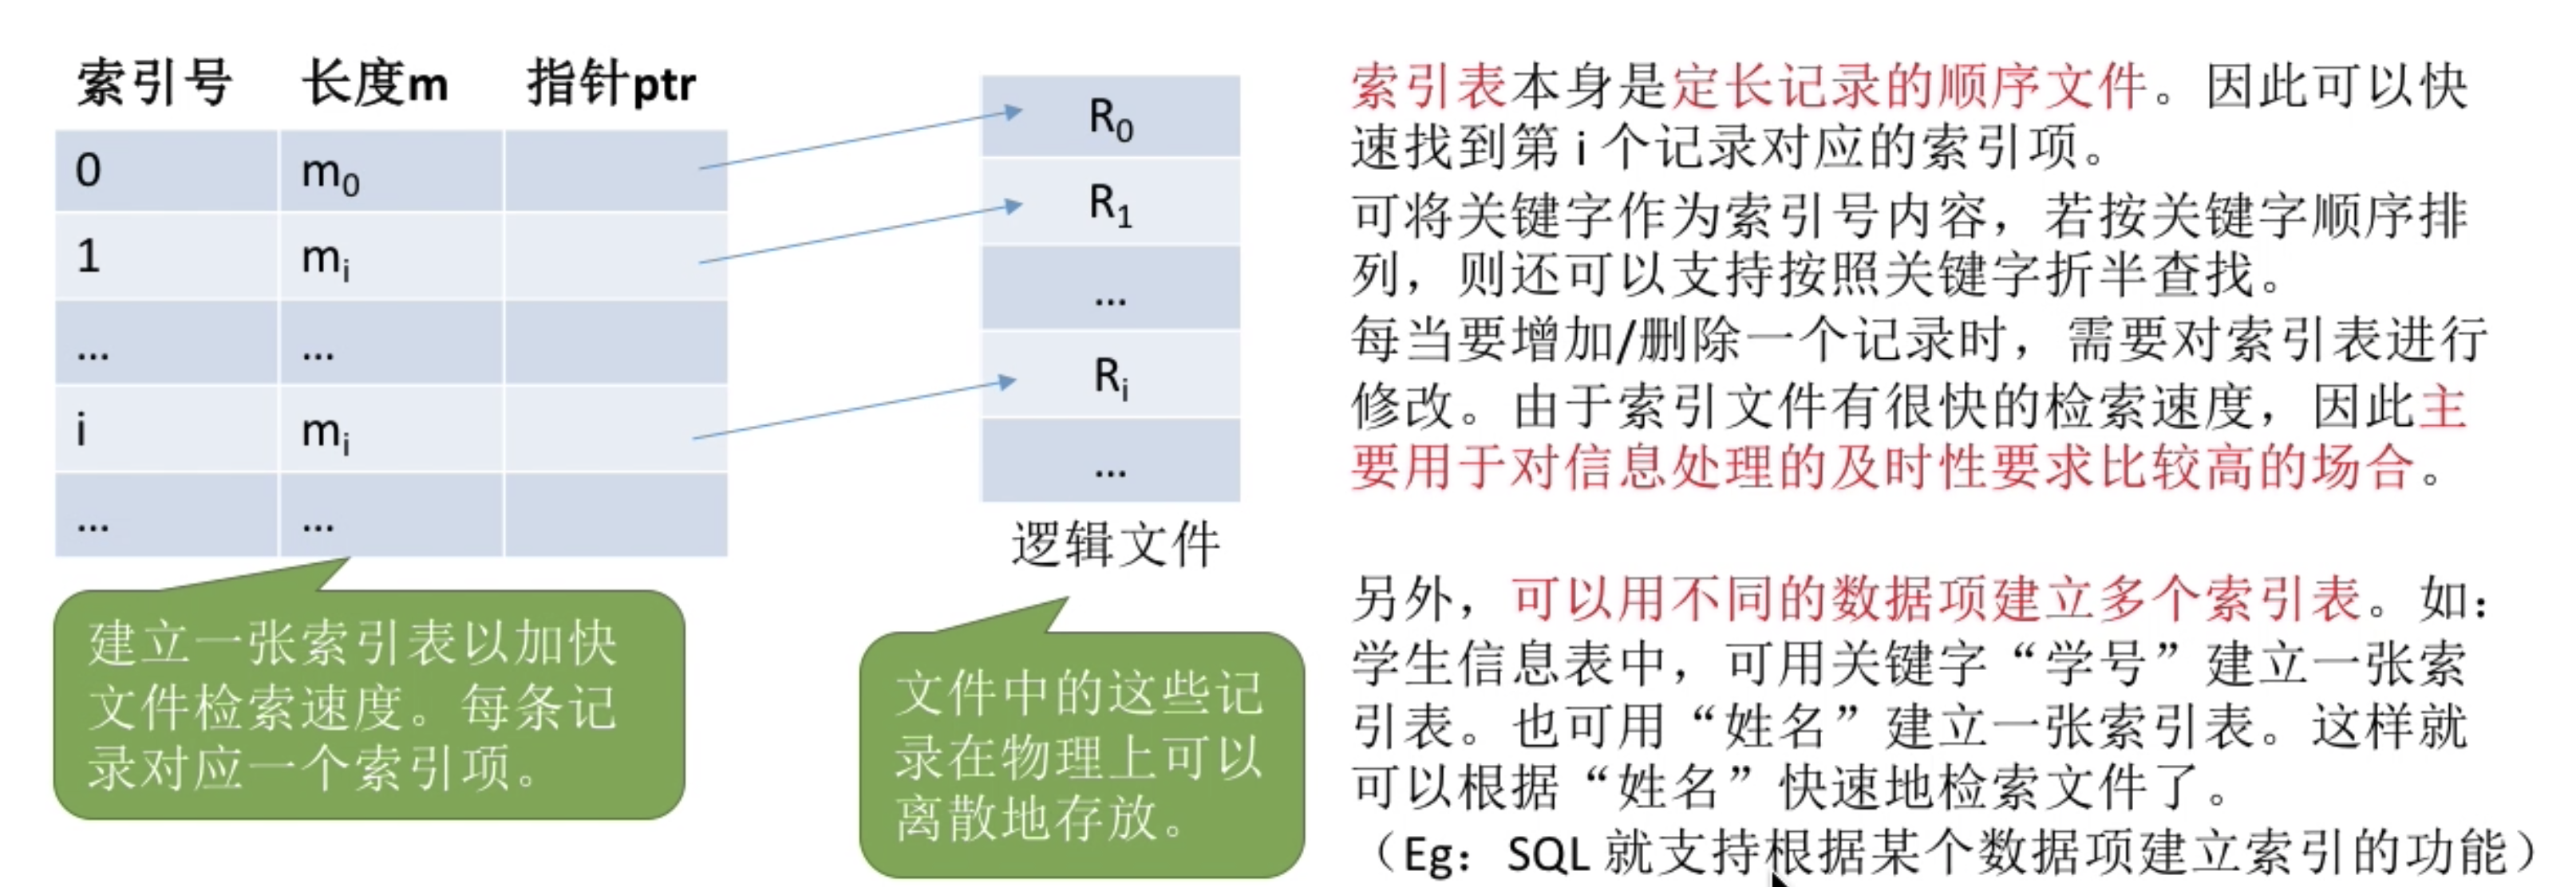 索引号 长度m 指针ptr
0 m0
1 mi
... ...
i mi
... ...
R0
R1
...
Ri
...
逻辑文件
建立一张索引表以加快
文件检索速度。每条记
录对应一个索引项。
文件中的这些记
录在物理上可以
离散地存放。
索引表本身是定长记录的顺序文件。因此可以快
速找到第 i 个记录对应的索引项。
可将关键字作为索引号内容，若按关键字顺序排
列，则还可以支持按照关键字折半查找。
每当要增加/删除一个记录时，需要对索引表进行
修改。由于索引文件有很快的检索速度，因此主
要用于对信息处理的及时性要求比较高的场合。
另外，可以用不同的数据项建立多个索引表。如：
学生信息表中，可用关键字“学号”建立一张索
引表。也可用“姓名”建立一张索引表。这样就
可以根据“姓名”快速地检索文件了。
（Eg：SQL 就支持根据某个数据项建立索引的功能）